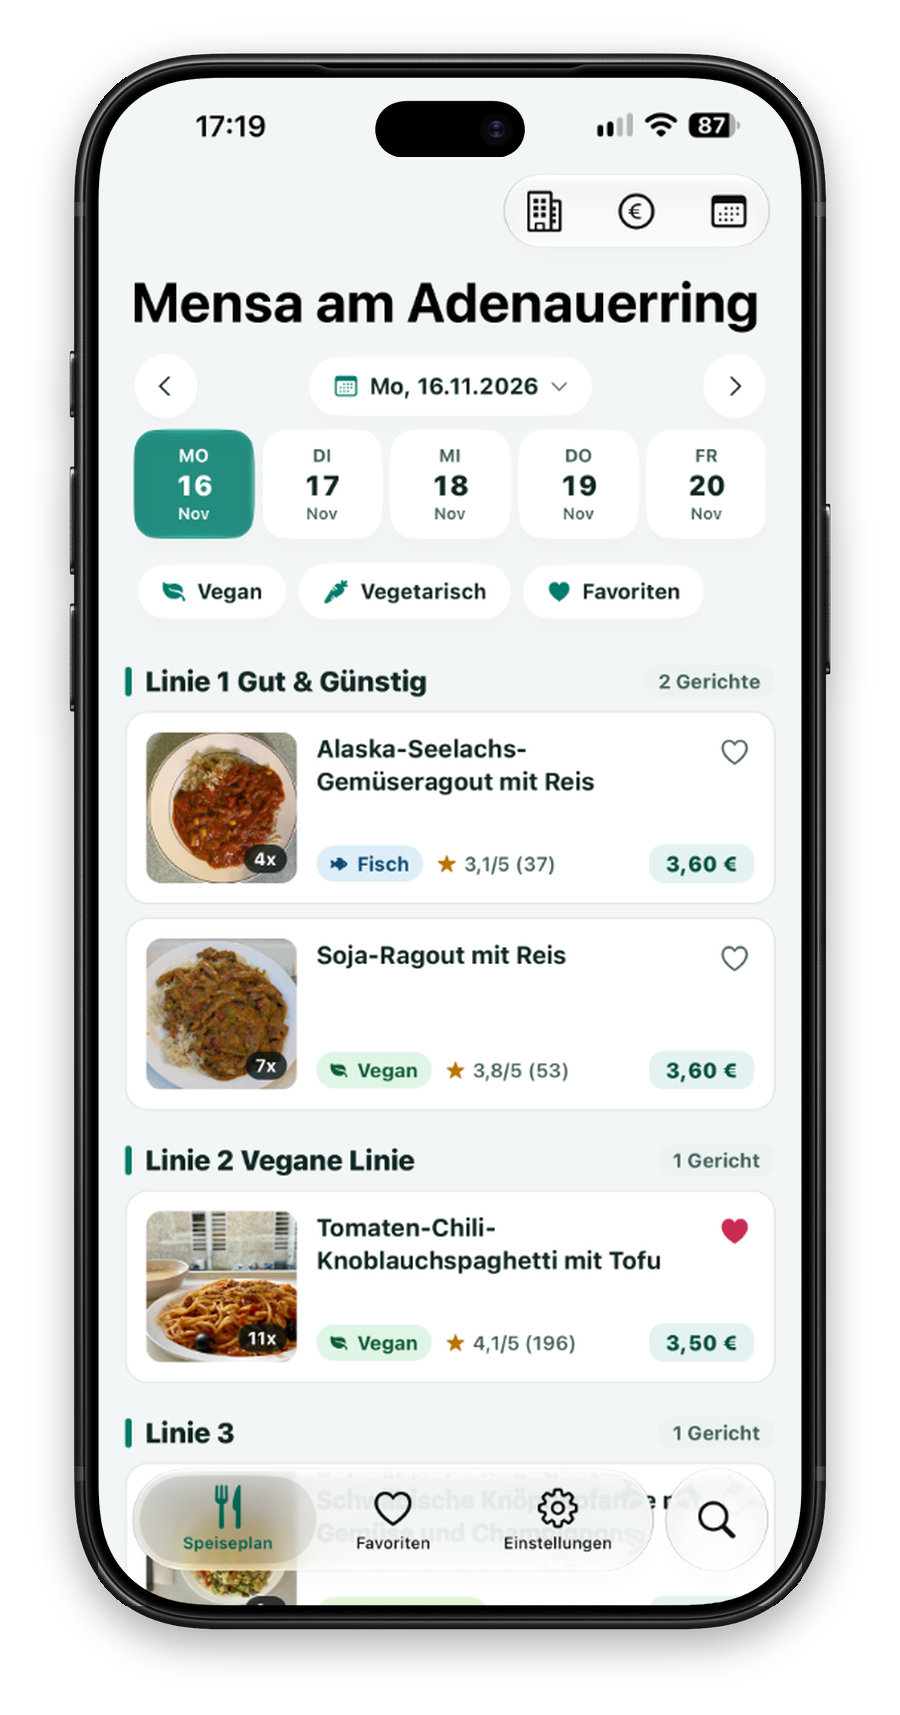 17:19
87
€
Mensa am Adenauerring
Mo, 16.11.2026
MO
16
Nov
DI
17
Nov
MI
18
Nov
DO
19
Nov
FR
20
Nov
Vegan
Vegetarisch
Favoriten
Linie 1 Gut & Günstig
2 Gerichte
Alaska-Seelachs-
Gemüseragout mit Reis
4x
Fisch
3,1/5 (37)
3,60 €
Soja-Ragout mit Reis
7x
Vegan
3,8/5 (53)
3,60 €
Linie 2 Vegane Linie
1 Gericht
Tomaten-Chili-
Knoblauchspaghetti mit Tofu
11x
Vegan
4,1/5 (196)
3,50 €
Linie 3
1 Gericht
Schwäbische
Gemüse und Champignons
Speiseplan
Favoriten
Einstellungen